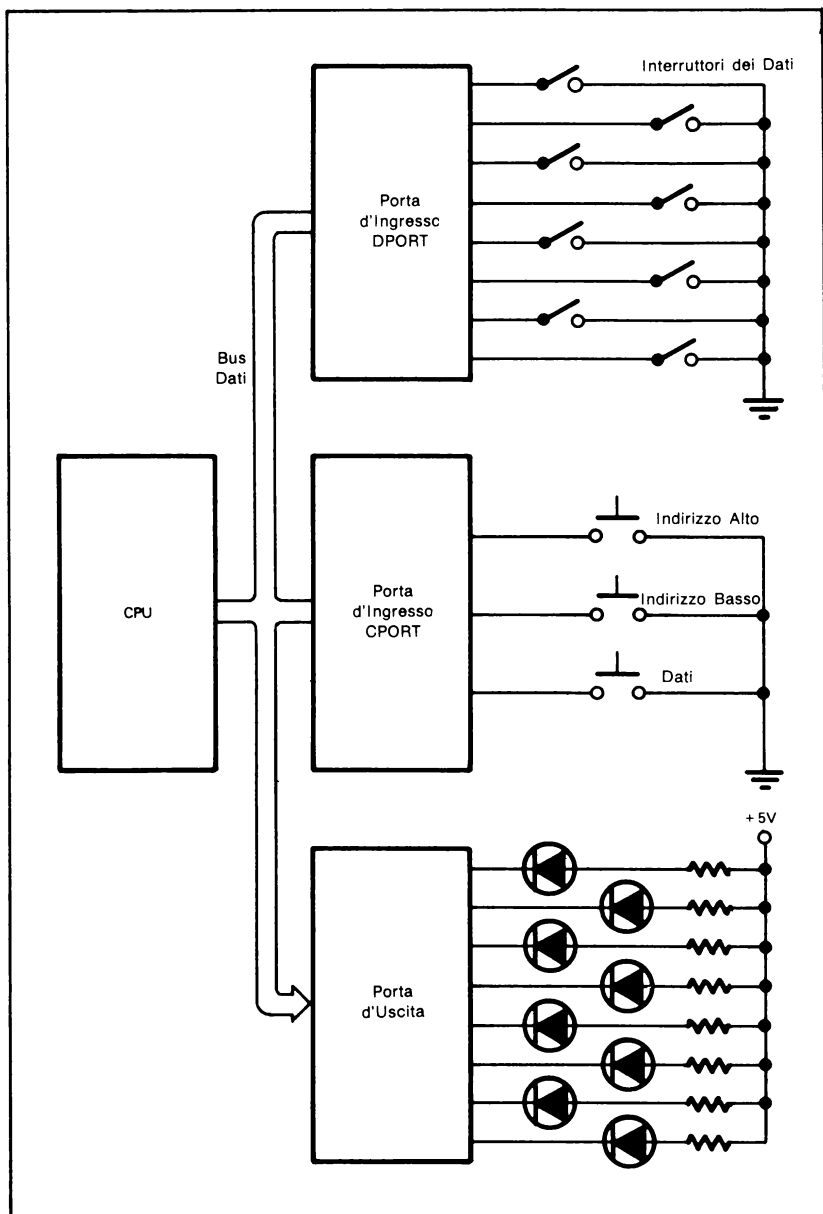 Interruttori dei Dati
Porta
d'Ingresso
DPORT
Bus
Dati
CPU
Porta
d'Ingresso
CPORT
Indirizzo Alto
Indirizzo Basso
Dati
+ 5V
Porta
d'Uscita